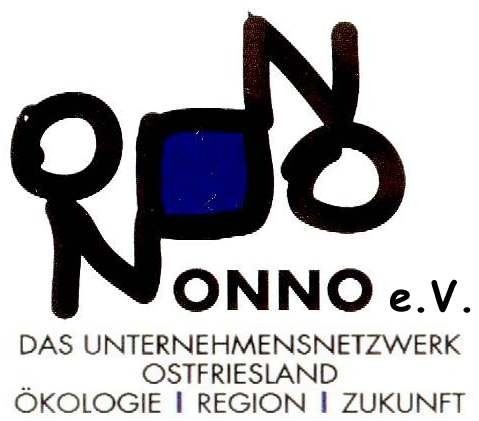 ONNO e.V.
DAS UNTERNEHMENSNETZWERK
OSTFRIESLAND
ÖKOLOGIE | REGION | ZUKUNFT